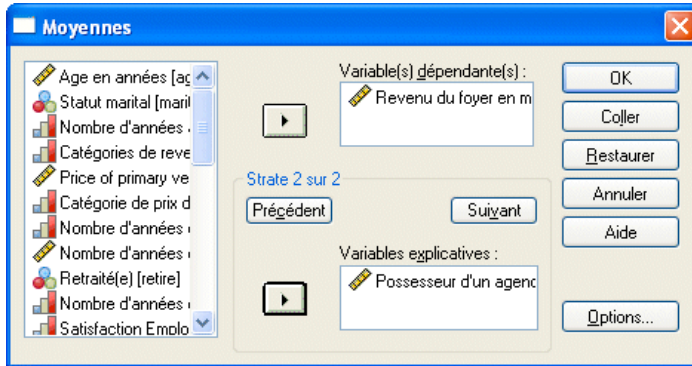 Moyennes
Age en années [ag
Statut marital [marit
Nombre d'années
Catégories de reve
Price of primary ve
Catégorie de prix d
Nombre d'années
Nombre d'années
Retraité(e) [retire]
Nombre d'années
Satisfaction Emplo
Variable(s) dépendante(s) :
Revenu du foyer en m
Strate 2 sur 2
Précédent
Suivant
Variables explicatives :
Possesseur d'un agend
OK
Coller
Restaurer
Annuler
Aide
Options...